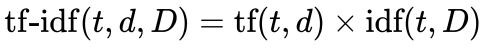 tf-idf(t, d, D) = tf(t, d) × idf(t, D)